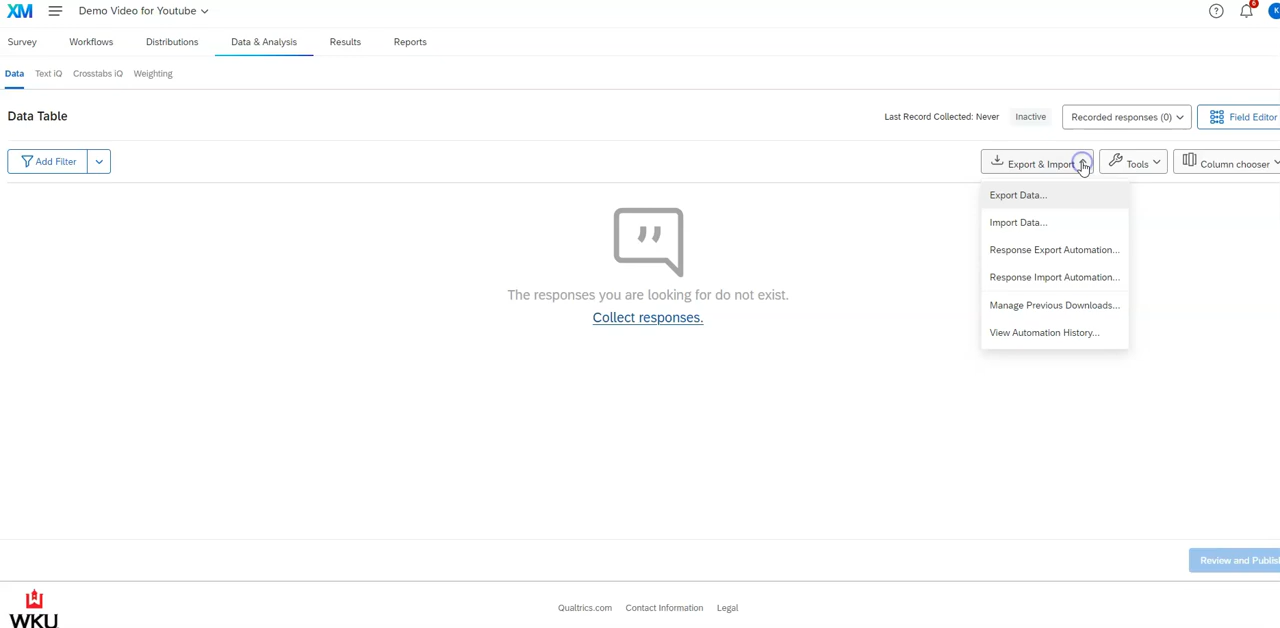 XM Demo Video for Youtube ? 6 K
Survey Workflows Distributions Data & Analysis Results Reports
Data Text iQ Crosstabs iQ Weighting
Data Table Last Record Collected: Never Inactive Recorded responses (0) Field Editor
Add Filter Export & Import Tools Column chooser
Export Data...
Import Data...
Response Export Automation...
Response Import Automation...
Manage Previous Downloads...
View Automation History...
The responses you are looking for do not exist.
Collect responses.
Review and Publish
Qualtrics.com Contact Information Legal
WKU